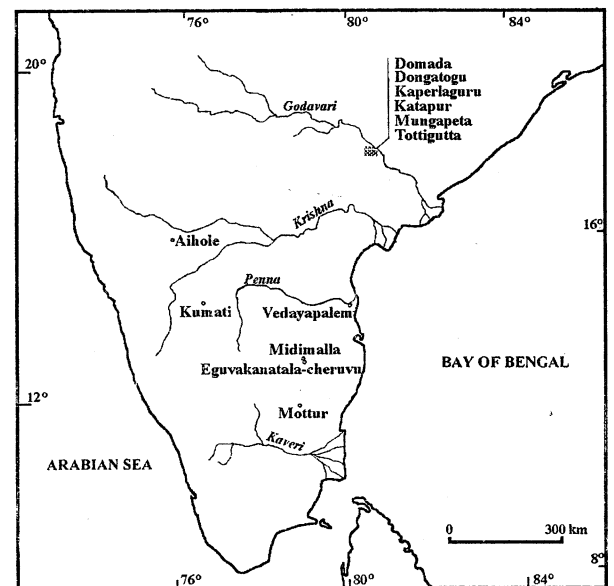 76°
80°
84°
20°
Domada
Dongatogu
Kaperlaguru
Katapur
Mungapeta
Tottigutta
Godavari
Krishna
16°
Aihole
Penna
Kumati
Vedayapalem
Midimalla
Eguvakanatala-cheruvu
BAY OF BENGAL
12°
Mottur
Kaveri
ARABIAN SEA
0 300 km
8°
76°
80°
84°